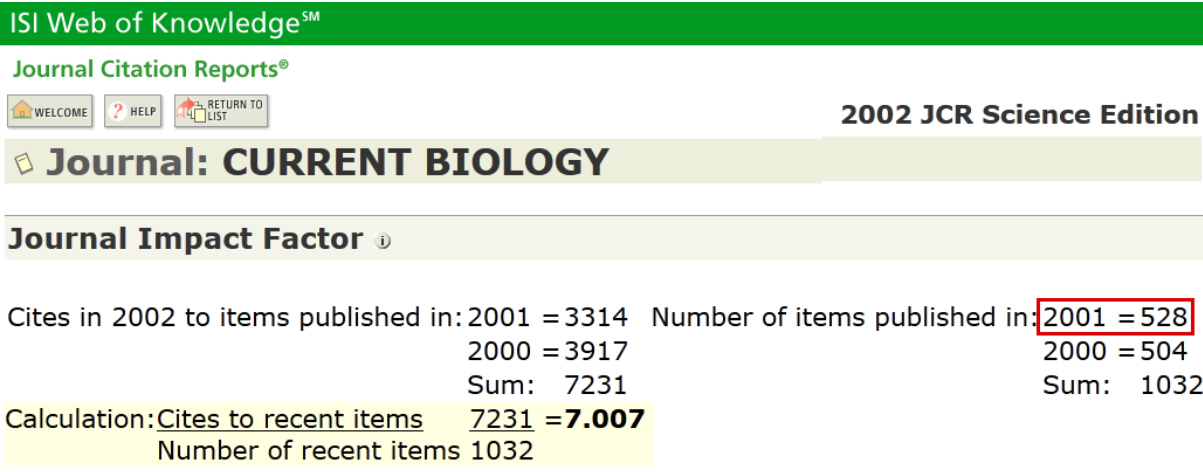 ISI Web of Knowledge℠
Journal Citation Reports®
WELCOME ? HELP RETURN TO LIST
2002 JCR Science Edition
Journal: CURRENT BIOLOGY
Journal Impact Factor i
Cites in 2002 to items published in: 2001 = 3314 Number of items published in: 2001 = 528
2000 = 3917 2000 = 504
Sum: 7231 Sum: 1032
Calculation: Cites to recent items 7231 = 7.007
Number of recent items 1032